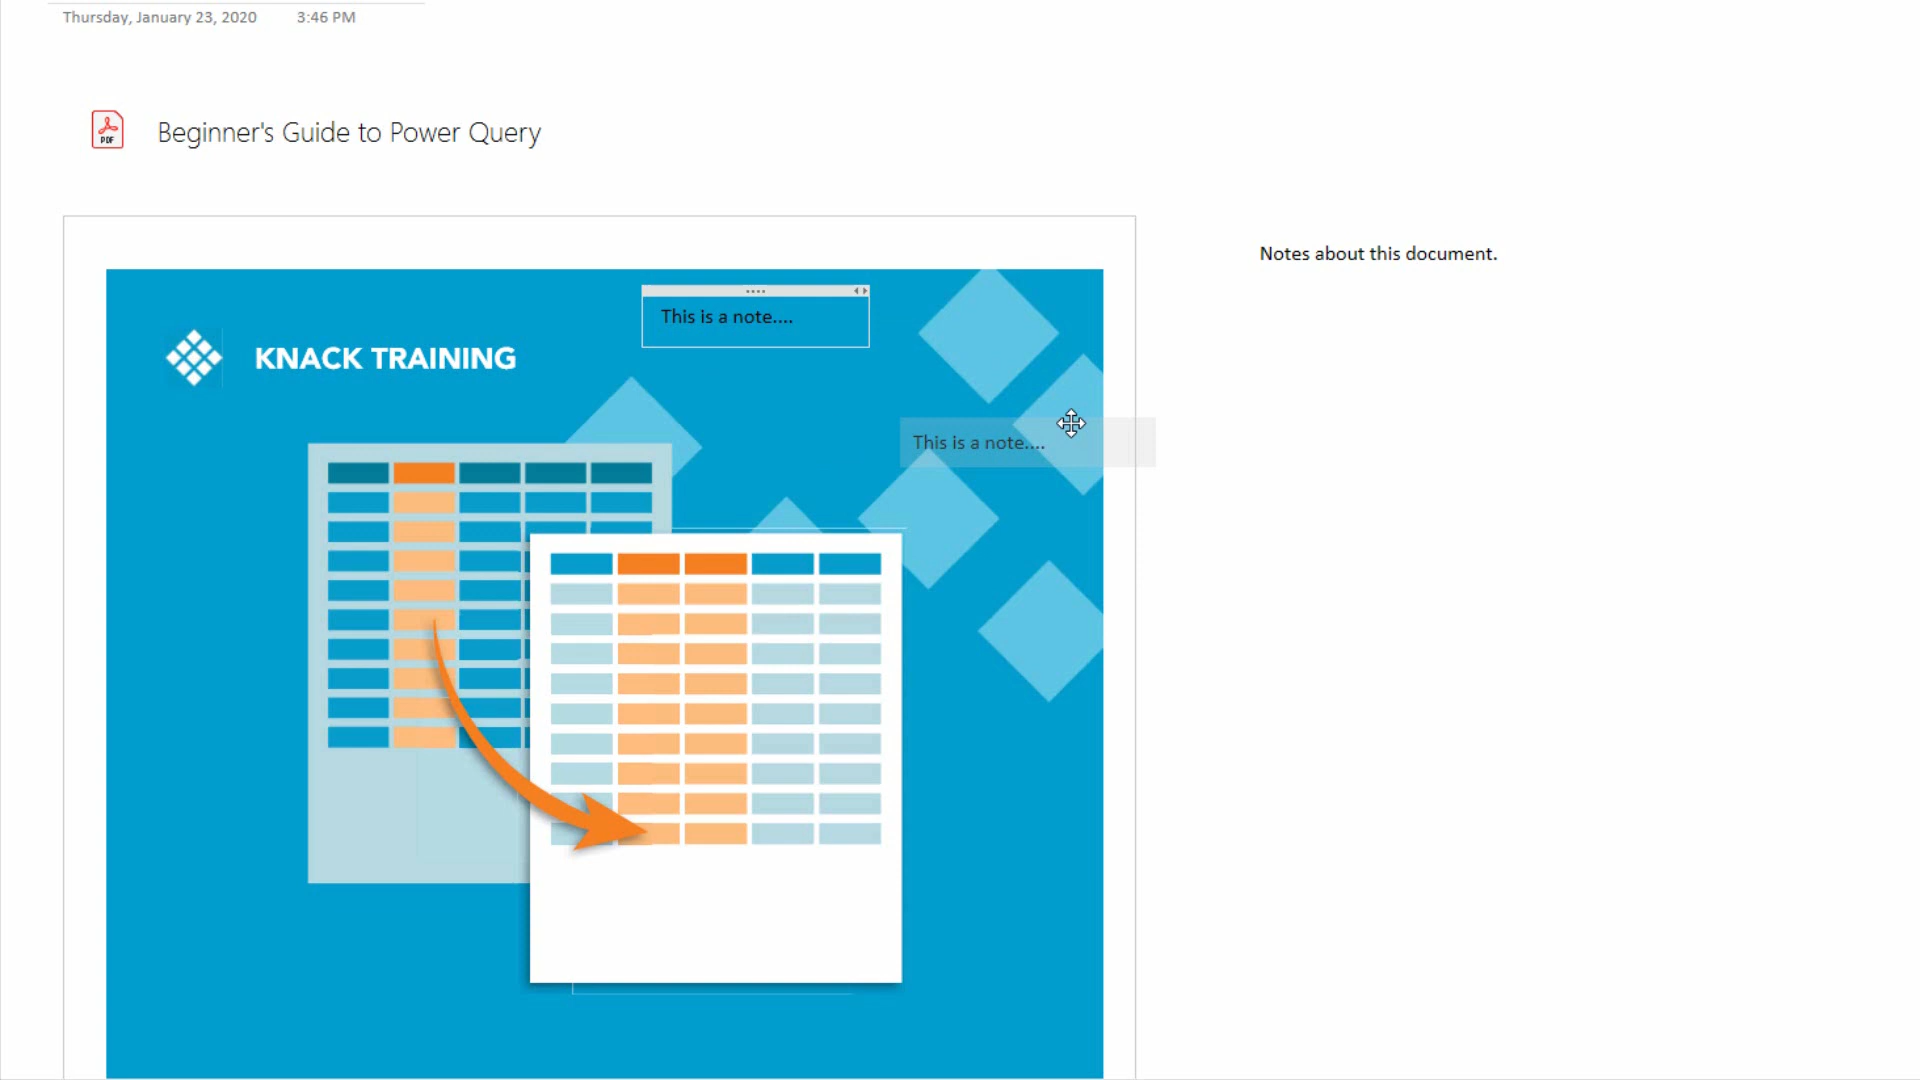 Thursday, January 23, 2020 3:46 PM
PDF
Beginner's Guide to Power Query
Notes about this document.
This is a note....
KNACK TRAINING
This is a note....